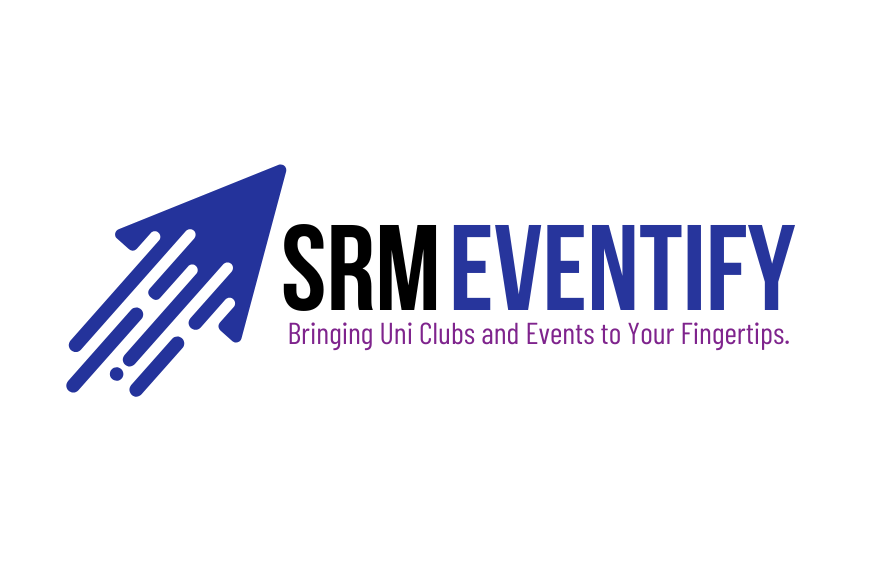 SRM EVENTIFY
Bringing Uni Clubs and Events to Your Fingertips.